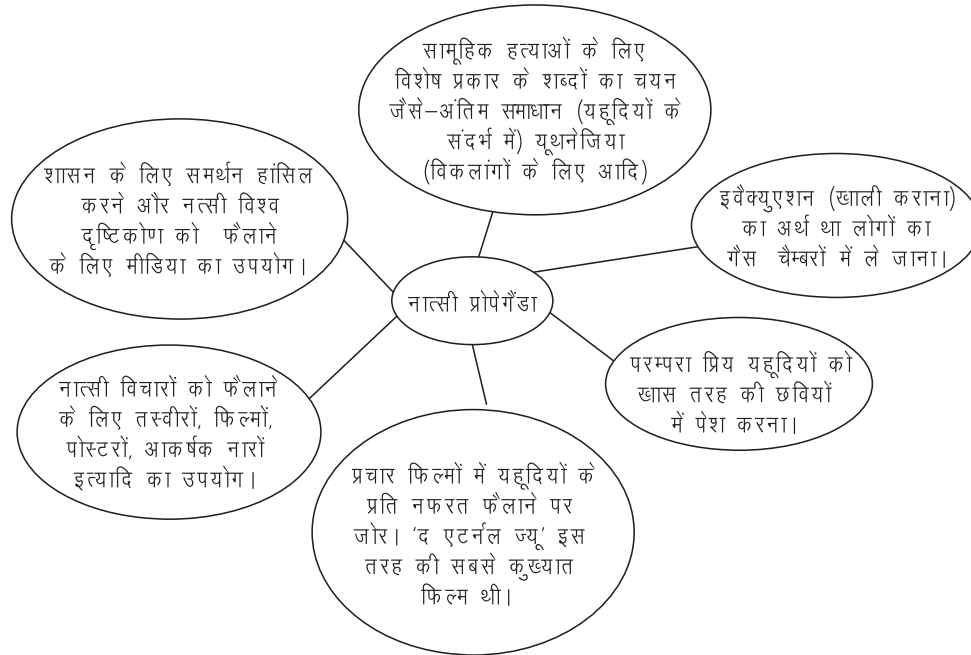 सामूहिक हत्याओं के लिए
विशेष प्रकार के शब्दों का चयन
जैसे–अंतिम समाधान (यहूदियों के
संदर्भ में) यूथनेजिया
(विकलांगों के लिए आदि)
शासन के लिए समर्थन हांसिल
करने और नत्सी विश्व
दृष्टिकोण को फैलाने
के लिए मीडिया का उपयोग।
इवैक्युएशन (खाली कराना)
का अर्थ था लोगों का
गैस चैम्बरों में ले जाना।
नात्सी प्रोपेगैंडा
परम्परा प्रिय यहूदियों को
खास तरह की छवियों
में पेश करना।
नात्सी विचारों को फैलाने
के लिए तस्वीरों, फिल्मों,
पोस्टरों, आकर्षक नारों
इत्यादि का उपयोग।
प्रचार फिल्मों में यहूदियों के
प्रति नफरत फैलाने पर
जोर। 'द एटर्नल ज्यू' इस
तरह की सबसे कुख्यात
फिल्म थी।